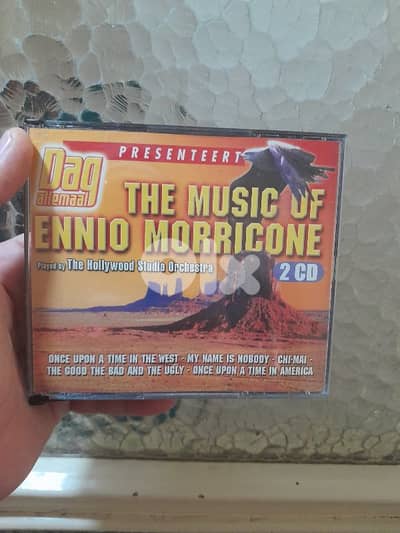 Dag
allemaal
PRESENTEERT
THE MUSIC OF
ENNIO MORRICONE
Played by The Hollywood Studio Orchestra
2 CD
olx
ONCE UPON A TIME IN THE WEST - MY NAME IS NOBODY - CHI-MAI -
THE GOOD THE BAD AND THE UGLY - ONCE UPON A TIME IN AMERICA